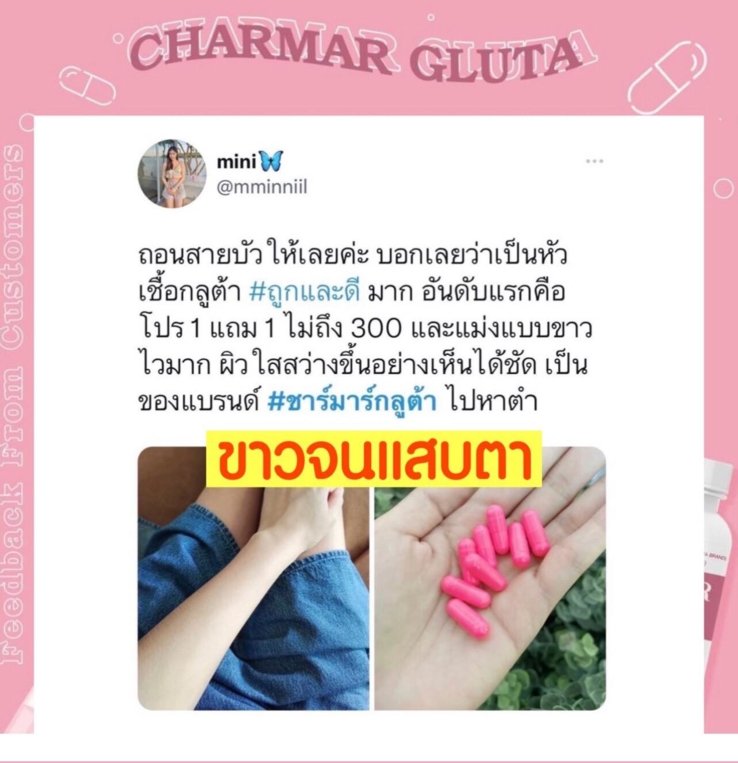 CHARMAR GLUTA
Feedback From Customers
mini🦋
@mminniil
ถอนสายบัว ให้เลยค่ะ บอกเลยว่าเป็นหัว
เชื้อกลูต้า #ถูกและดี มาก อันดับแรกคือ
โปร 1 แถม 1 ไม่ถึง 300 และแม่งแบบขาว
ไวมาก ผิว ใสสว่างขึ้นอย่างเห็นได้ชัด เป็น
ของแบรนด์ #ชาร์มาร์กลูต้า ไปหาตำ
ขาวจนแสบตา